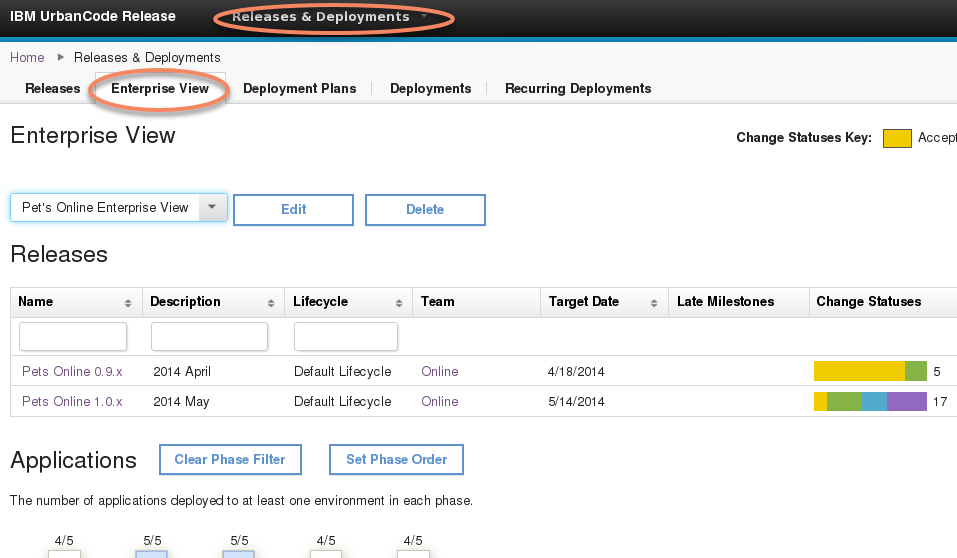 IBM UrbanCode Release Releases & Deployments
Home Releases & Deployments
Releases Enterprise View Deployment Plans Deployments Recurring Deployments
Enterprise View
Change Statuses Key: Accept
Pet's Online Enterprise View Edit Delete
Releases
Name Description Lifecycle Team Target Date Late Milestones Change Statuses
Pets Online 0.9.x 2014 April Default Lifecycle Online 4/18/2014 5
Pets Online 1.0.x 2014 May Default Lifecycle Online 5/14/2014 17
Applications Clear Phase Filter Set Phase Order
The number of applications deployed to at least one environment in each phase.
4/5 5/5 5/5 4/5 4/5